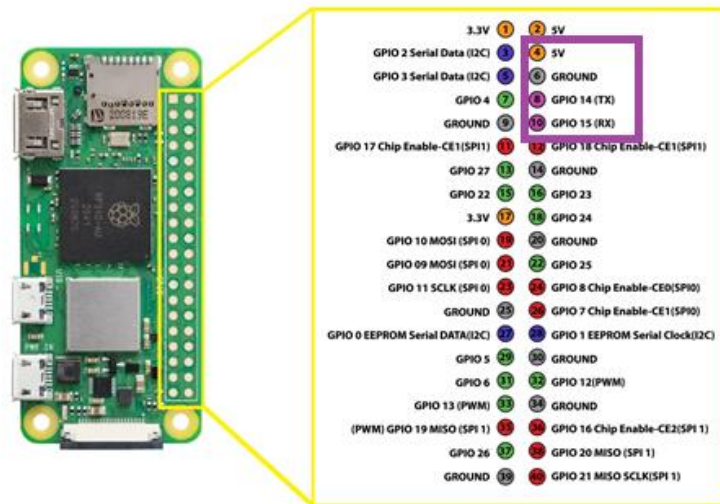 3.3V 1 2 5V
GPIO 2 Serial Data (I2C) 3 4 5V
GPIO 3 Serial Data (I2C) 5 6 GROUND
GPIO 4 7 8 GPIO 14 (TX)
GROUND 9 10 GPIO 15 (RX)
GPIO 17 Chip Enable-CE1(SPI1) 11 12 GPIO 18 Chip Enable-CE1(SPI1)
GPIO 27 13 14 GROUND
GPIO 22 15 16 GPIO 23
3.3V 17 18 GPIO 24
GPIO 10 MOSI (SPI 0) 19 20 GROUND
GPIO 09 MOSI (SPI 0) 21 22 GPIO 25
GPIO 11 SCLK (SPI 0) 23 24 GPIO 8 Chip Enable-CE0(SPI0)
GROUND 25 26 GPIO 7 Chip Enable-CE1(SPI0)
GPIO 0 EEPROM Serial DATA(I2C) 27 28 GPIO 1 EEPROM Serial Clock(I2C)
GPIO 5 29 30 GROUND
GPIO 6 31 32 GPIO 12(PWM)
GPIO 13 (PWM) 33 34 GROUND
(PWM) GPIO 19 MISO (SPI 1) 35 36 GPIO 16 Chip Enable-CE2(SPI 1)
GPIO 26 37 38 GPIO 20 MISO (SPI 1)
GROUND 39 40 GPIO 21 MISO SCLK(SPI 1)